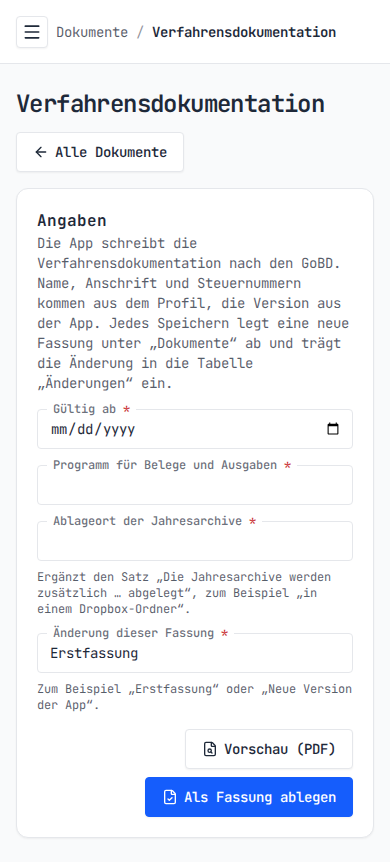 Dokumente / Verfahrensdokumentation
Verfahrensdokumentation
Alle Dokumente
Angaben
Die App schreibt die
Verfahrensdokumentation nach den GoBD.
Name, Anschrift und Steuernummern
kommen aus dem Profil, die Version aus
der App. Jedes Speichern legt eine neue
Fassung unter „Dokumente“ ab und trägt
die Änderung in die Tabelle
„Änderungen“ ein.
Gültig ab *
mm/dd/yyyy
Programm für Belege und Ausgaben *
Ablageort der Jahresarchive *
Ergänzt den Satz „Die Jahresarchive werden
zusätzlich … abgelegt“, zum Beispiel „in
einem Dropbox-Ordner“.
Änderung dieser Fassung *
Erstfassung
Zum Beispiel „Erstfassung“ oder „Neue Version
der App“.
Vorschau (PDF)
Als Fassung ablegen